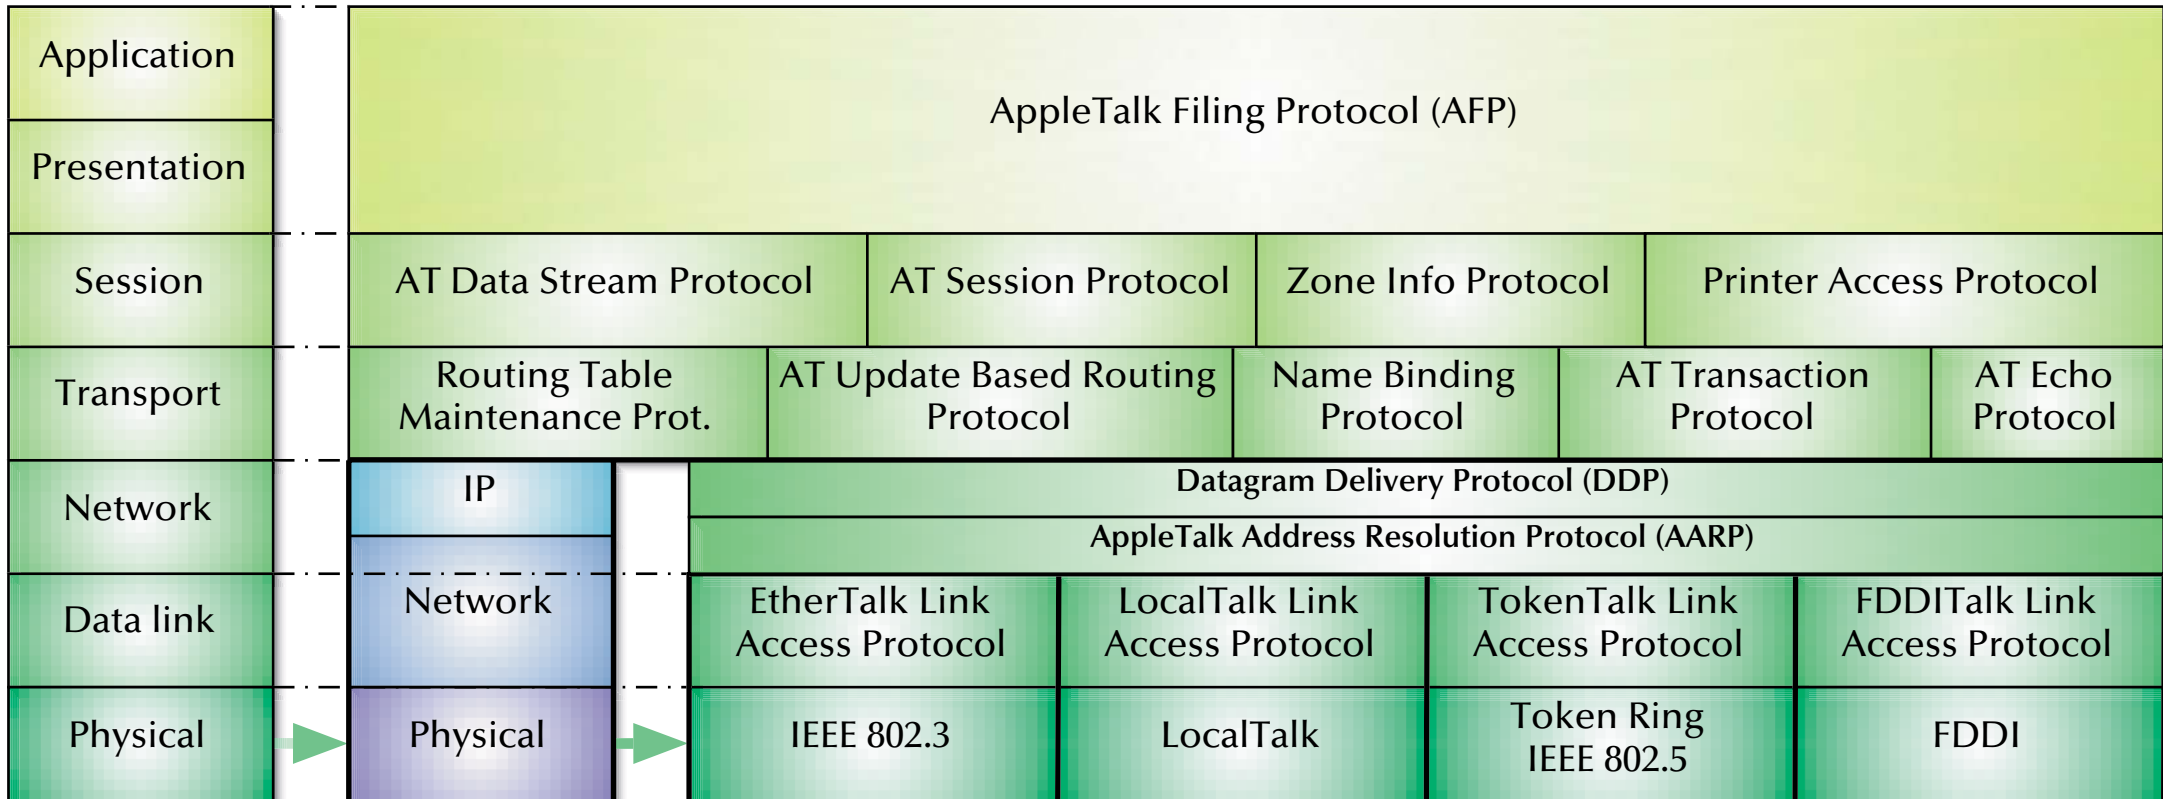 Application
Presentation
AppleTalk Filing Protocol (AFP)
Session
AT Data Stream Protocol
AT Session Protocol
Zone Info Protocol
Printer Access Protocol
Transport
Routing Table
Maintenance Prot.
AT Update Based Routing
Protocol
Name Binding
Protocol
AT Transaction
Protocol
AT Echo
Protocol
Network
IP
Datagram Delivery Protocol (DDP)
AppleTalk Address Resolution Protocol (AARP)
Data link
Network
EtherTalk Link
Access Protocol
LocalTalk Link
Access Protocol
TokenTalk Link
Access Protocol
FDDITalk Link
Access Protocol
Physical
Physical
IEEE 802.3
LocalTalk
Token Ring
IEEE 802.5
FDDI